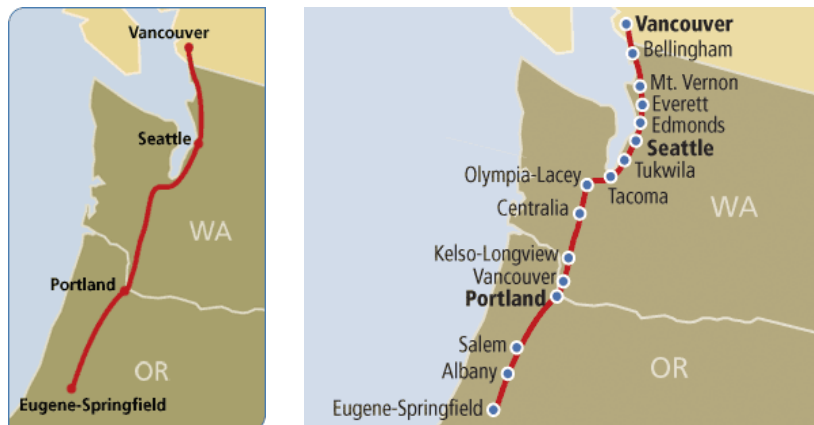 Vancouver
Seattle
WA
Portland
OR
Eugene-Springfield
Vancouver
Bellingham
Mt. Vernon
Everett
Edmonds
Seattle
Tukwila
Olympia-Lacey
Tacoma
Centralia
WA
Kelso-Longview
Vancouver
Portland
Salem
OR
Albany
Eugene-Springfield